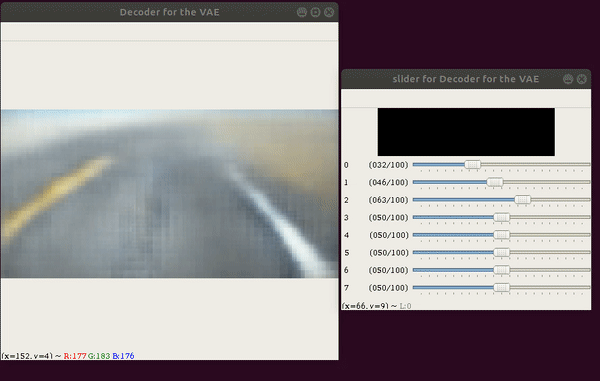 Decoder for the VAE
(x=152, y=4) ~ R:177 G:183 B:176
slider for Decoder for the VAE
0 (032/100)
1 (046/100)
2 (063/100)
3 (050/100)
4 (050/100)
5 (050/100)
6 (050/100)
7 (050/100)
(x=66, y=9) ~ L:0